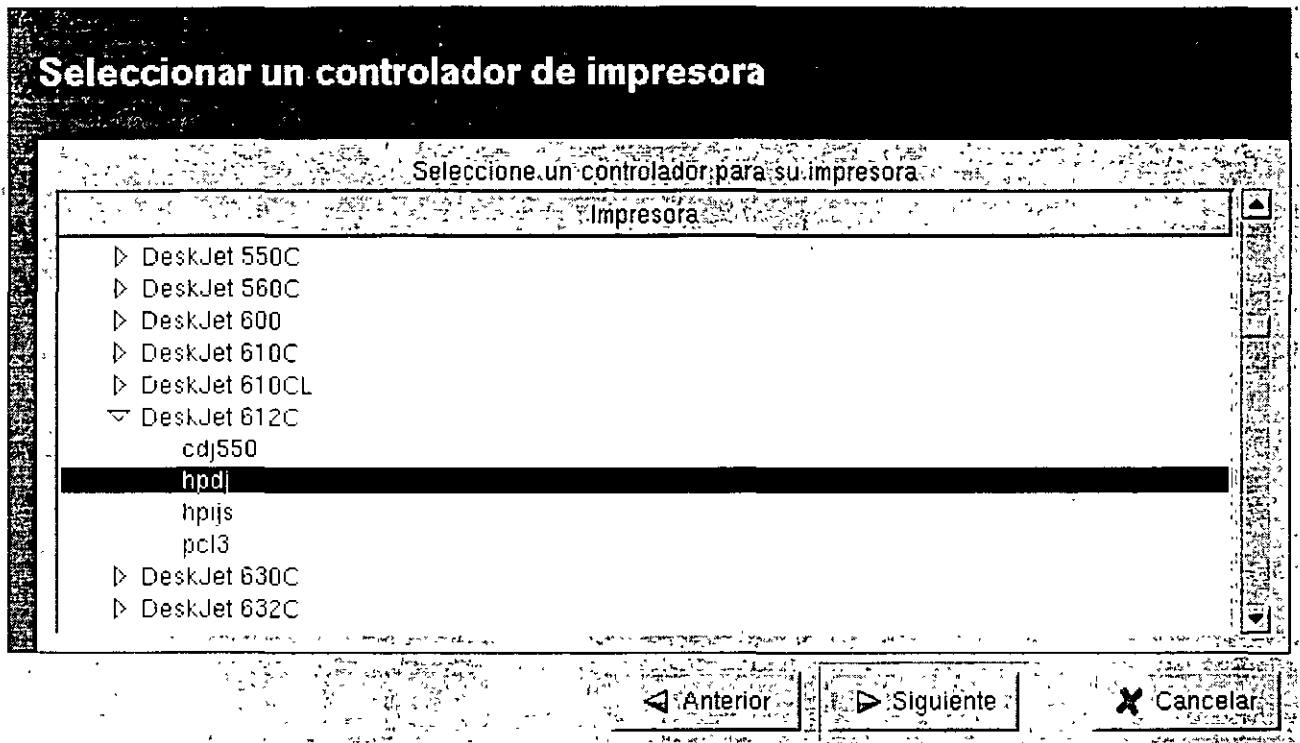 Seleccionar un controlador de impresora
Seleccione un controlador para su impresora
Impresora
DeskJet 550C
DeskJet 560C
DeskJet 600
DeskJet 610C
DeskJet 610CL
DeskJet 612C
cdj550
hpdj
hpijs
pcl3
DeskJet 630C
DeskJet 632C
Anterior Siguiente Cancelar